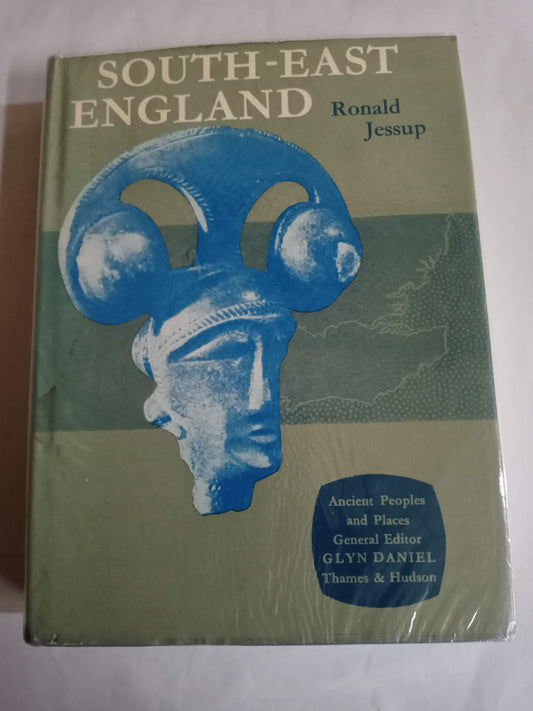 SOUTH-EAST
ENGLAND
Ronald
Jessup
Ancient Peoples
and Places
General Editor
GLYN DANIEL
Thames & Hudson